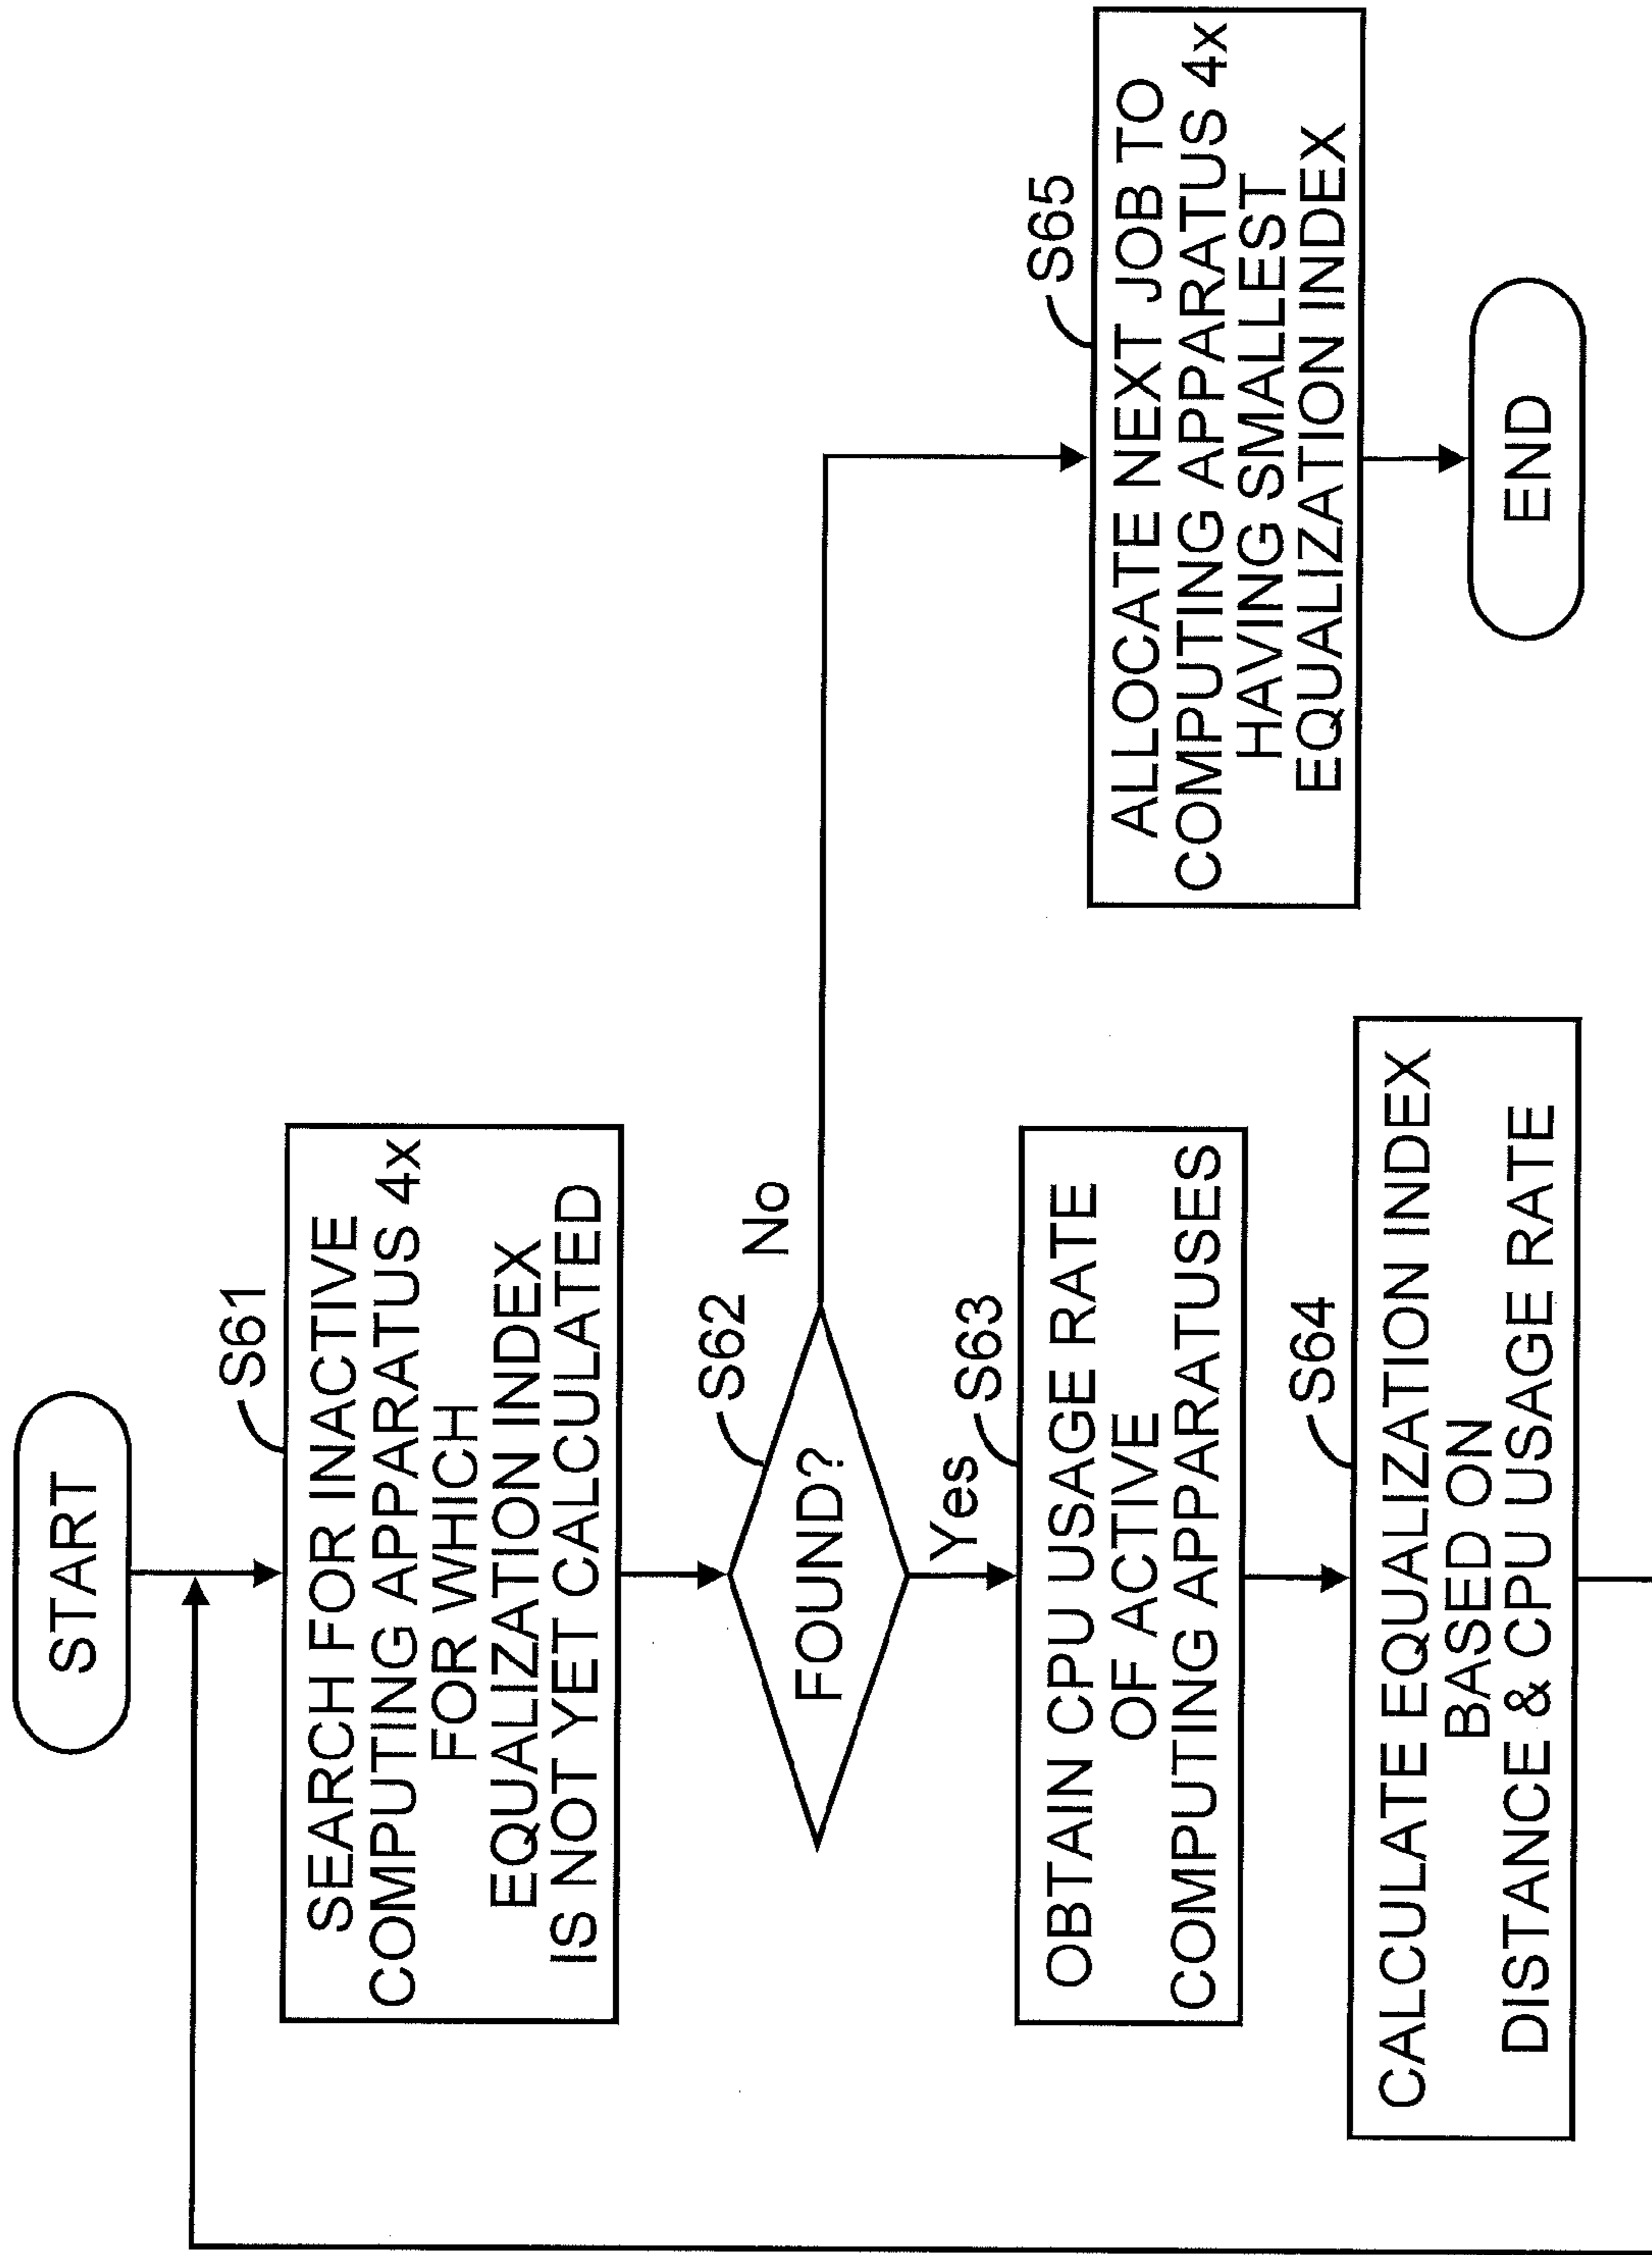 START
S61
SEARCH FOR INACTIVE
COMPUTING APPARATUS 4x
FOR WHICH
EQUALIZATION INDEX
IS NOT YET CALCULATED
S62
FOUND?
No
Yes
S63
OBTAIN CPU USAGE RATE
OF ACTIVE
COMPUTING APPARATUSES
S64
CALCULATE EQUALIZATION INDEX
BASED ON
DISTANCE & CPU USAGE RATE
S65
ALLOCATE NEXT JOB TO
COMPUTING APPARATUS 4x
HAVING SMALLEST
EQUALIZATION INDEX
END